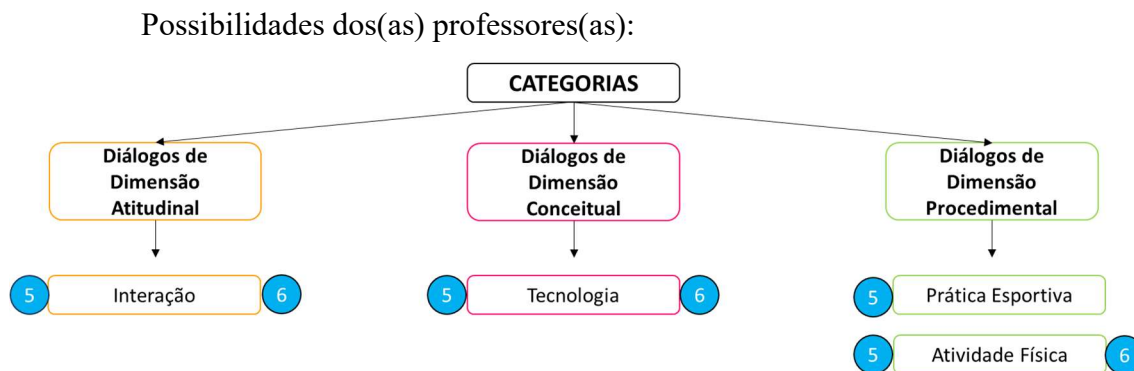 Possibilidades dos(as) professores(as):
CATEGORIAS
Diálogos de
Dimensão
Atitudinal
Diálogos de
Dimensão
Conceitual
Diálogos de
Dimensão
Procedimental
5 Interação 6
5 Tecnologia 6
5 Prática Esportiva
5 Atividade Física 6